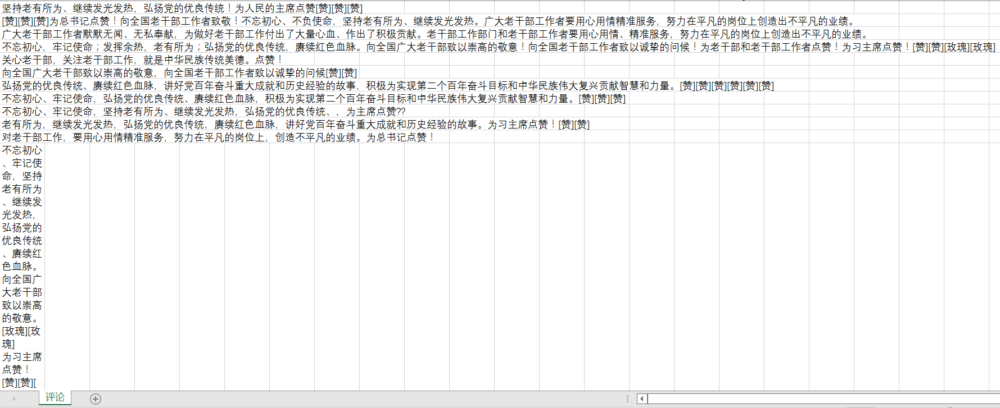 坚持老有所为、继续发光发热，弘扬党的优良传统！为人民的主席点赞[赞][赞][赞]
[赞][赞][赞]为总书记点赞！向全国老干部工作者致敬！不忘初心、不负使命，坚持老有所为、继续发光发热。广大老干部工作者要用心用情精准服务，努力在平凡的岗位上创造出不平凡的业绩。
广大老干部工作者默默无闻、无私奉献，为做好老干部工作付出了大量心血、作出了积极贡献。老干部工作部门和老干部工作者要用心用情、精准服务，努力在平凡的岗位上创造出不平凡的业绩。
不忘初心，牢记使命；发挥余热，老有所为；弘扬党的优良传统，赓续红色血脉。向全国广大老干部致以崇高的敬意！向全国老干部工作者致以诚挚的问候！为老干部和老干部工作者点赞！为习主席点赞！[赞][赞][玫瑰][玫瑰]
关心老干部，关注老干部工作，就是中华民族传统美德。点赞！
向全国广大老干部致以崇高的敬意，向全国老干部工作者致以诚挚的问候[赞][赞]
弘扬党的优良传统、赓续红色血脉，讲好党百年奋斗重大成就和历史经验的故事，积极为实现第二个百年奋斗目标和中华民族伟大复兴贡献智慧和力量。[赞][赞][赞][赞][赞][赞]
不忘初心、牢记使命，弘扬党的优良传统、赓续红色血脉，积极为实现第二个百年奋斗目标和中华民族伟大复兴贡献智慧和力量。[赞][赞][赞]
不忘初心、牢记使命，坚持老有所为、继续发光发热，弘扬党的优良传统、，为主席点赞??
老有所为，继续发光发热，弘扬党的优良传统，赓续红色血脉，讲好党百年奋斗重大成就和历史经验的故事。为习主席点赞！[赞][赞]
对老干部工作，要用心用情精准服务，努力在平凡的岗位上，创造不平凡的业绩。为总书记点赞！
不忘初心
、牢记使
命，坚持
老有所为
、继续发
光发热，
弘扬党的
优良传统
、赓续红
色血脉。
向全国广
大老干部
致以崇高
的敬意。
[玫瑰][玫
瑰]
为习主席
点赞！
[赞][赞][
评论